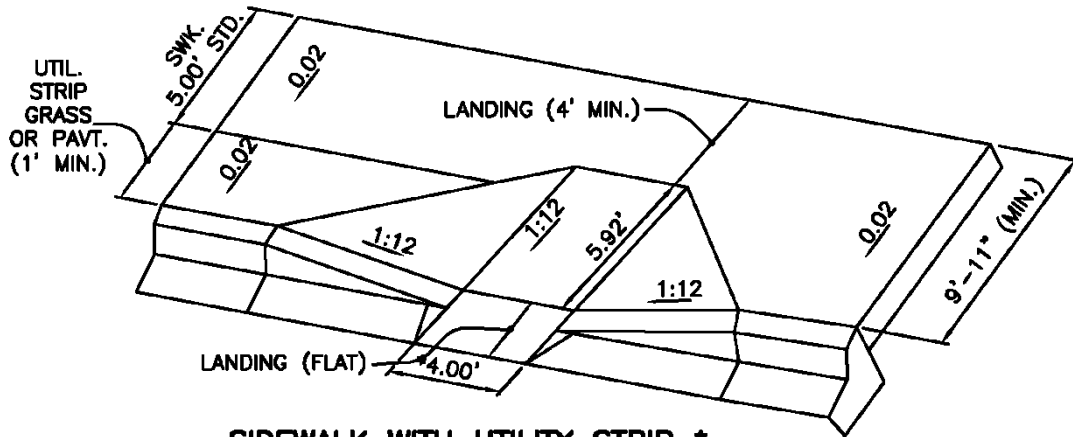 SWK.
5.00' STD.
0.02
UTIL.
STRIP
GRASS
OR PAVT.
(1' MIN.)
LANDING (4' MIN.)
0.02
1:12
1:12
5.92'
0.02
9'-11" (MIN.)
1:12
LANDING (FLAT)
*4.00'
SIDEWALK WITH UTILITY STRIP *